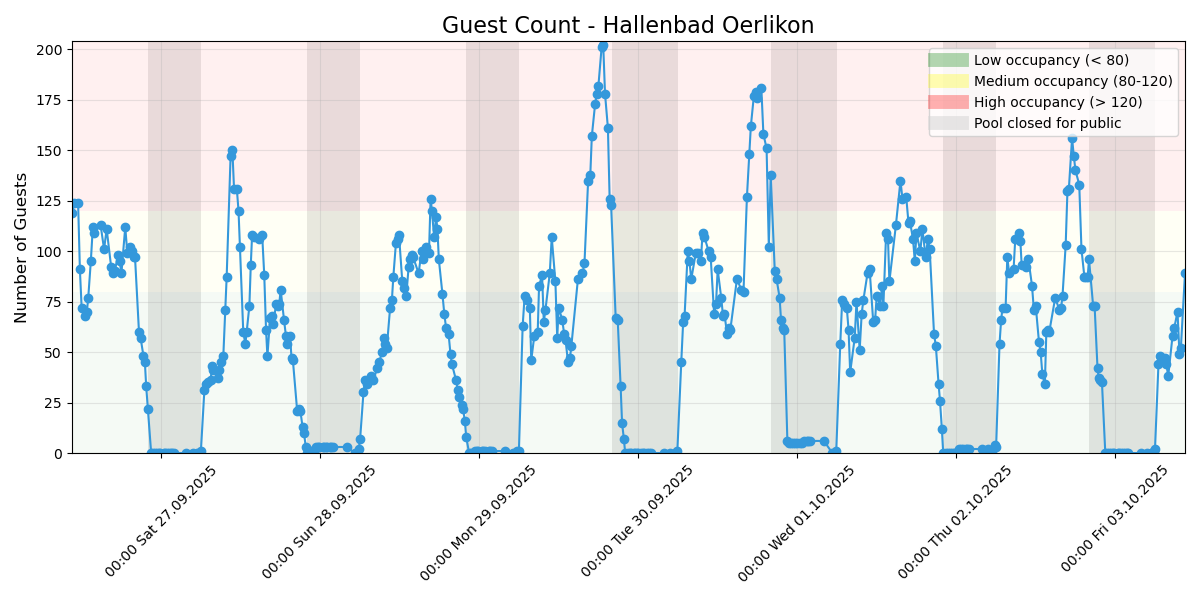 Guest Count - Hallenbad Oerlikon
Number of Guests
200
175
150
125
100
75
50
25
0
Low occupancy (< 80)
Medium occupancy (80-120)
High occupancy (> 120)
Pool closed for public
00:00 Sat 27.09.2025
00:00 Sun 28.09.2025
00:00 Mon 29.09.2025
00:00 Tue 30.09.2025
00:00 Wed 01.10.2025
00:00 Thu 02.10.2025
00:00 Fri 03.10.2025